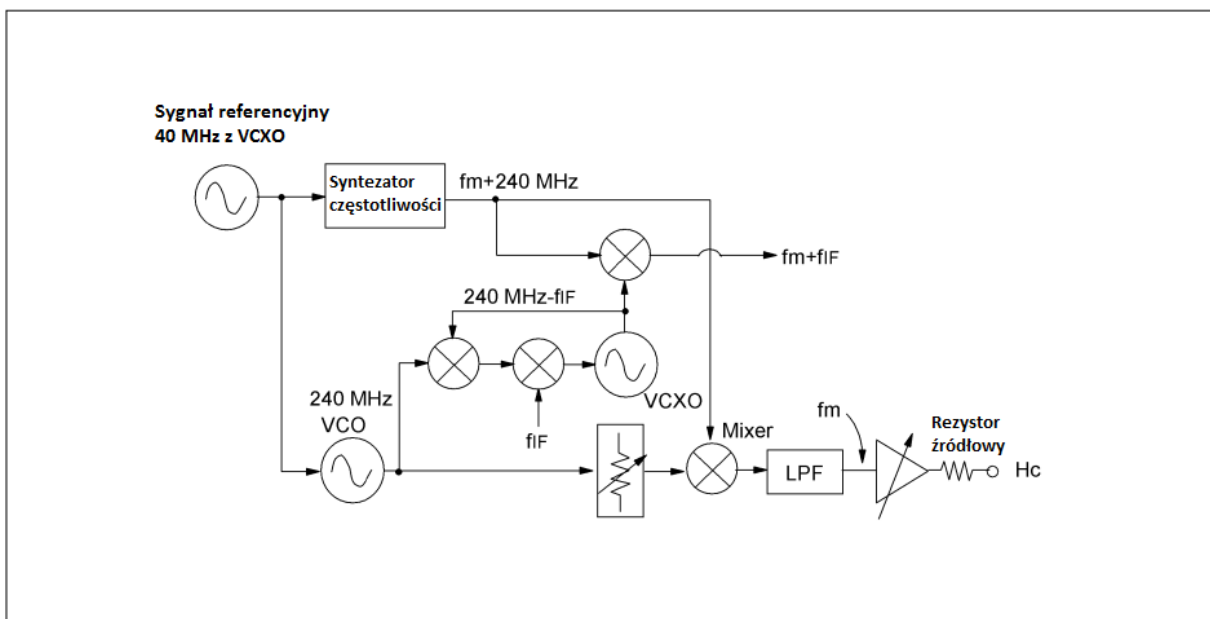 Sygnał referencyjny
40 MHz z VCXO
Syntezator
częstotliwości
fm+240 MHz
fm+fIF
240 MHz-fIF
240 MHz
VCO
fIF
VCXO
Mixer
LPF
fm
Rezystor
źródłowy
Hc